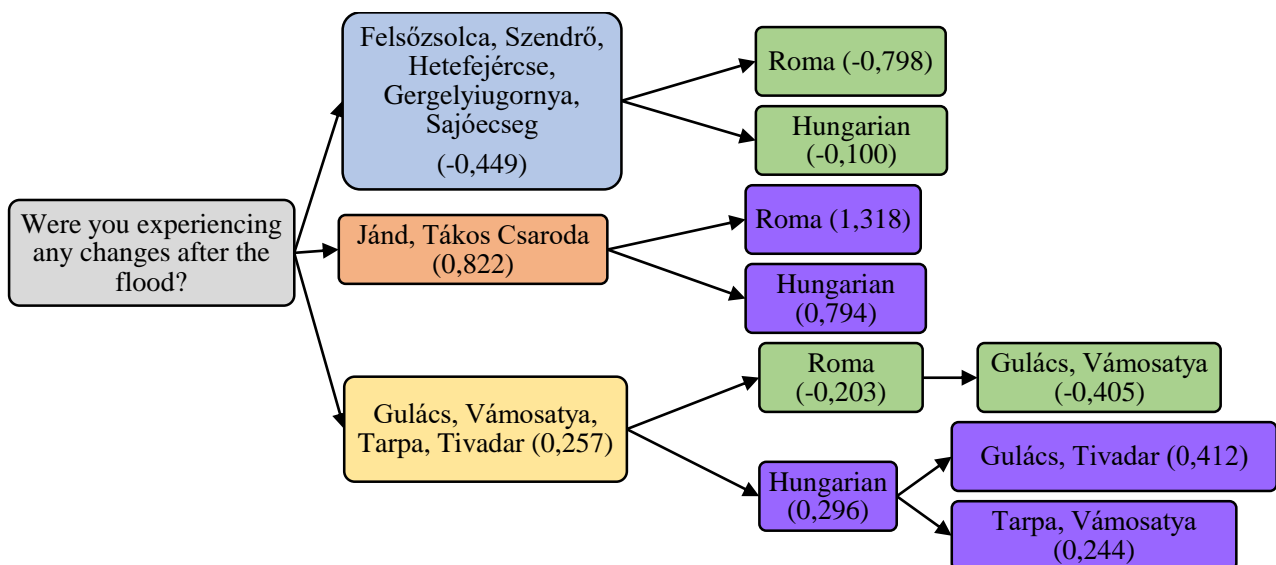 Were you experiencing
any changes after the
flood?
Felsőzsolca, Szendrő,
Hetefejércse,
Gergelyiugornya,
Sajóecseg
(-0,449)
Roma (-0,798)
Hungarian
(-0,100)
Jánd, Tákos Csaroda
(0,822)
Roma (1,318)
Hungarian
(0,794)
Gulács, Vámosatya,
Tarpa, Tivadar (0,257)
Roma
(-0,203)
Gulács, Vámosatya
(-0,405)
Hungarian
(0,296)
Gulács, Tivadar (0,412)
Tarpa, Vámosatya
(0,244)